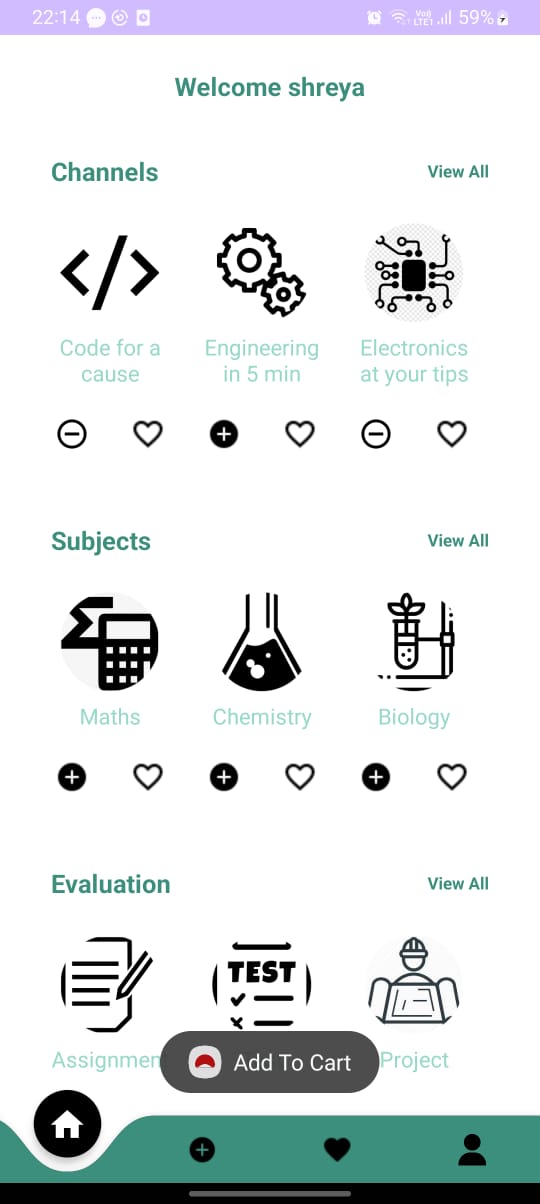 22:14 59%
Vo))
LTE1
Welcome shreya
Channels View All
Code for a cause
Engineering in 5 min
Electronics at your tips
Subjects View All
Maths Chemistry Biology
Evaluation View All
TEST
Assignmen Project
Add To Cart